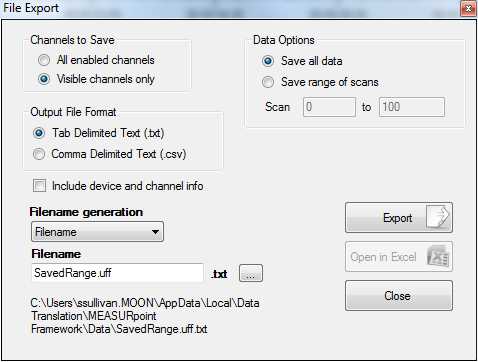 File Export
Channels to Save
All enabled channels
Visible channels only
Output File Format
Tab Delimited Text (.txt)
Comma Delimited Text (.csv)
Include device and channel info
Filename generation
Filename
Filename
SavedRange.uff .txt ...
C:\Users\ssullivan.MOON\AppData\Local\Data
Translation\MEASURpoint
Framework\Data\SavedRange.uff.txt
Data Options
Save all data
Save range of scans
Scan 0 to 100
Export
Open in Excel
Close